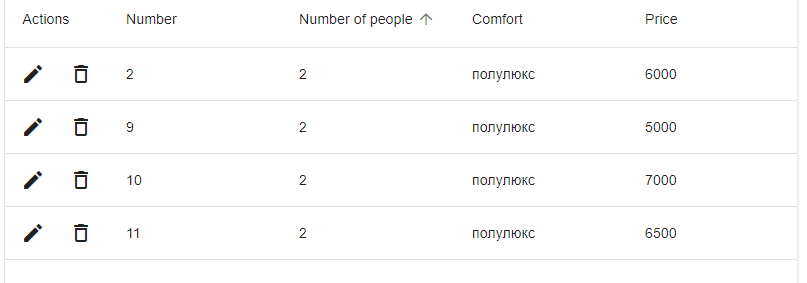 Actions Number Number of people Comfort Price
2 2 полулюкс 6000
9 2 полулюкс 5000
10 2 полулюкс 7000
11 2 полулюкс 6500